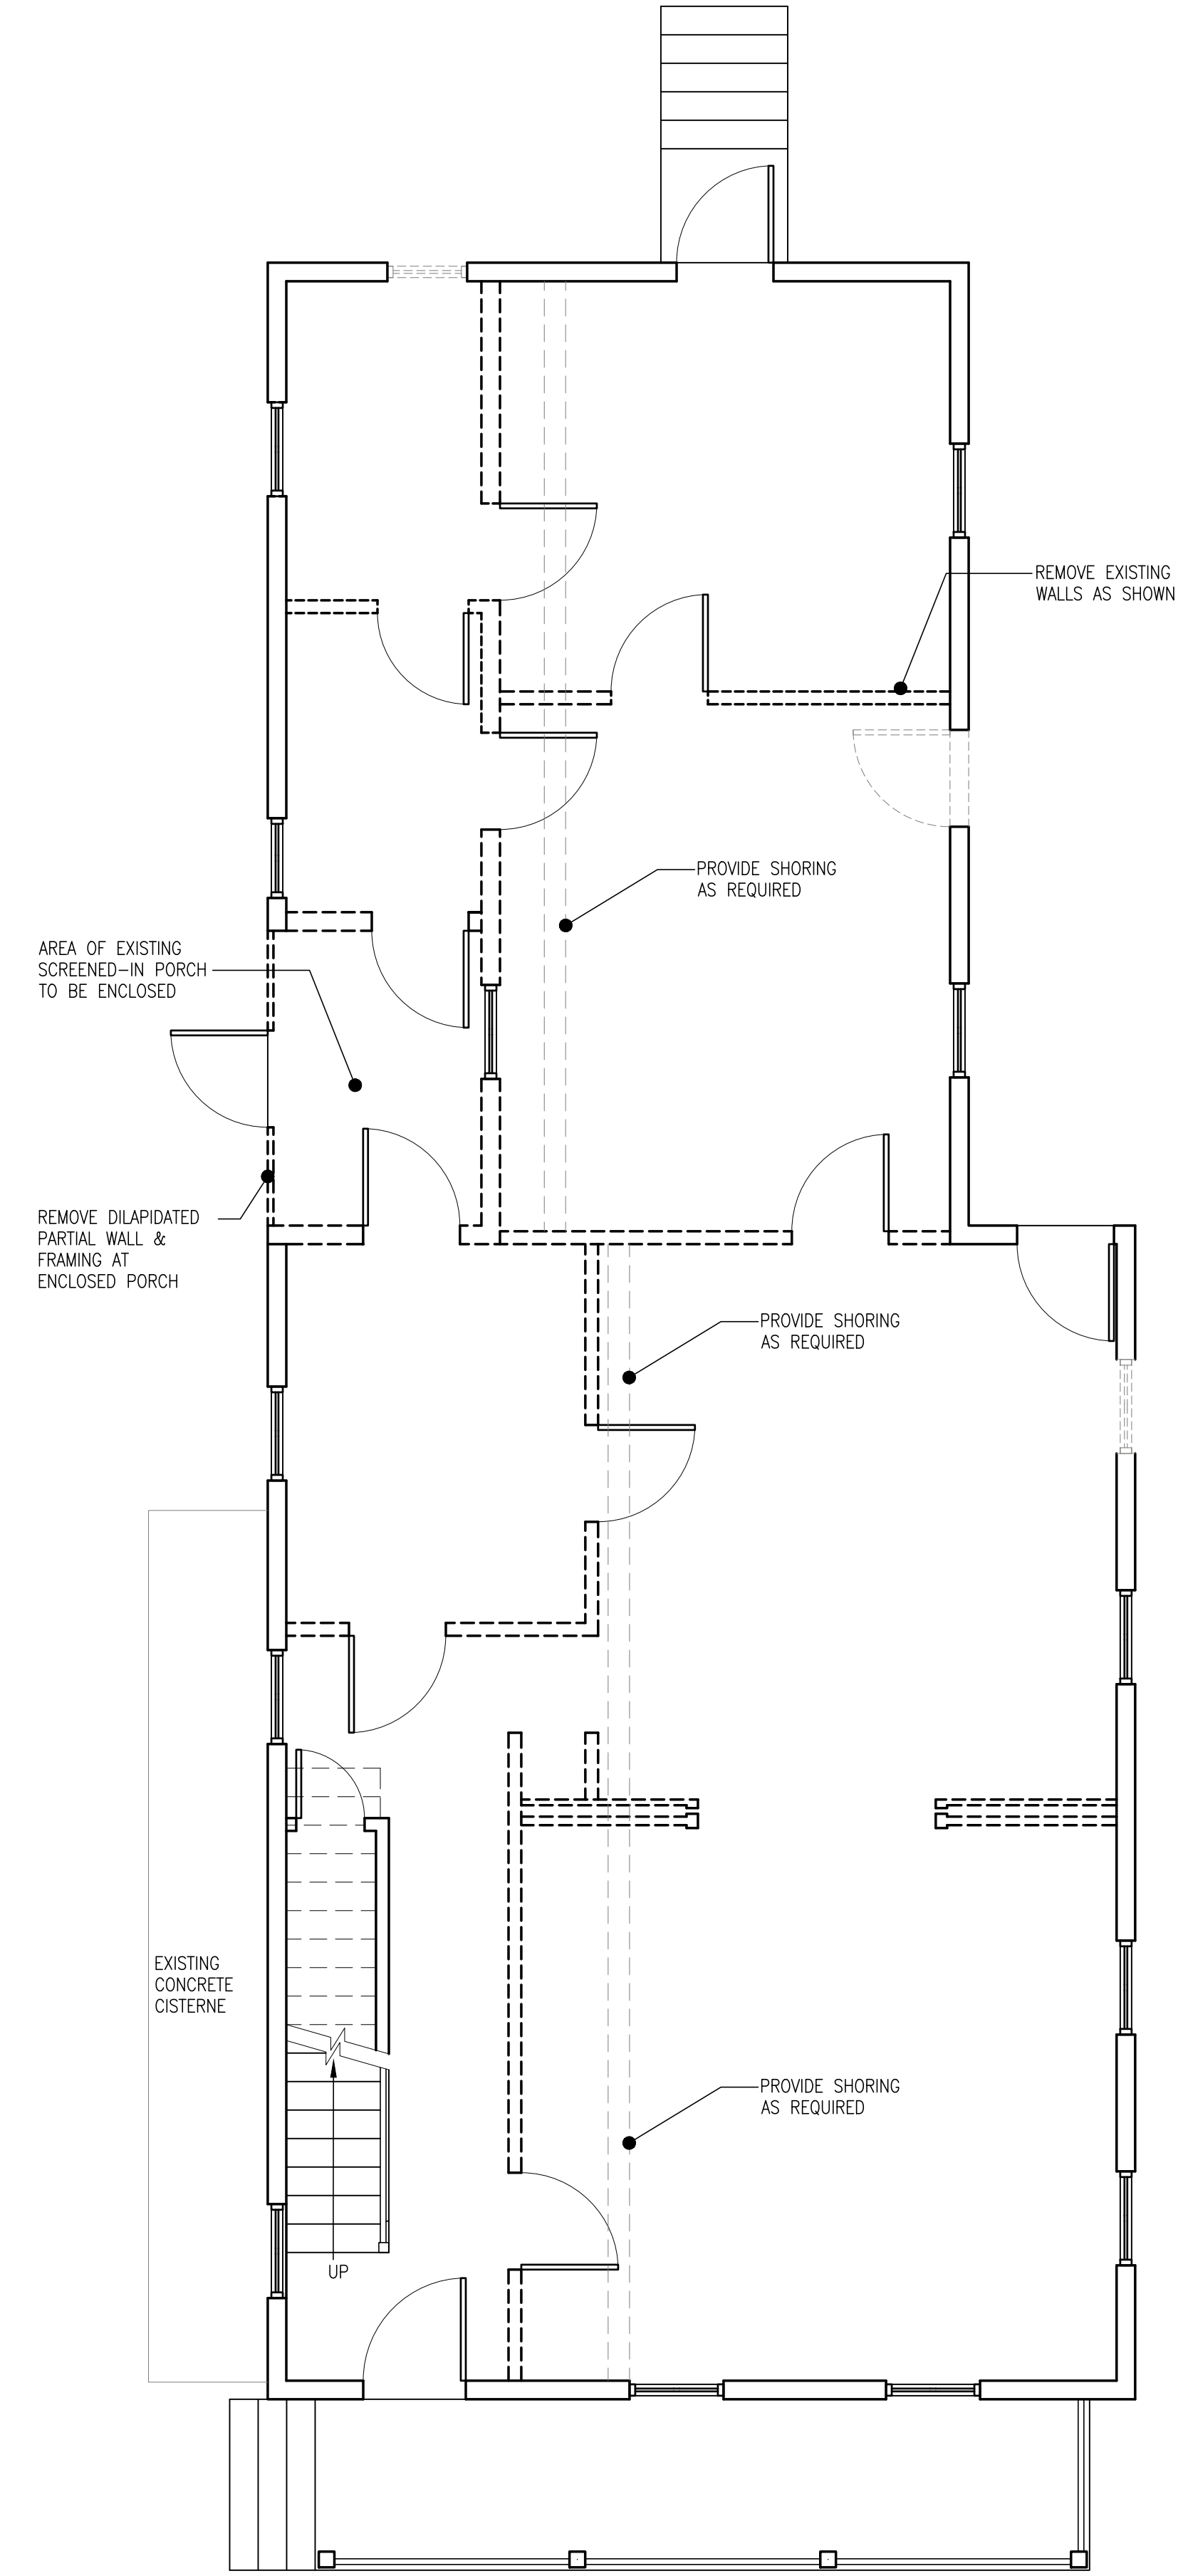 REMOVE EXISTING
WALLS AS SHOWN
PROVIDE SHORING
AS REQUIRED
AREA OF EXISTING
SCREENED-IN PORCH
TO BE ENCLOSED
REMOVE DILAPIDATED
PARTIAL WALL &
FRAMING AT
ENCLOSED PORCH
PROVIDE SHORING
AS REQUIRED
EXISTING
CONCRETE
CISTERNE
PROVIDE SHORING
AS REQUIRED
UP